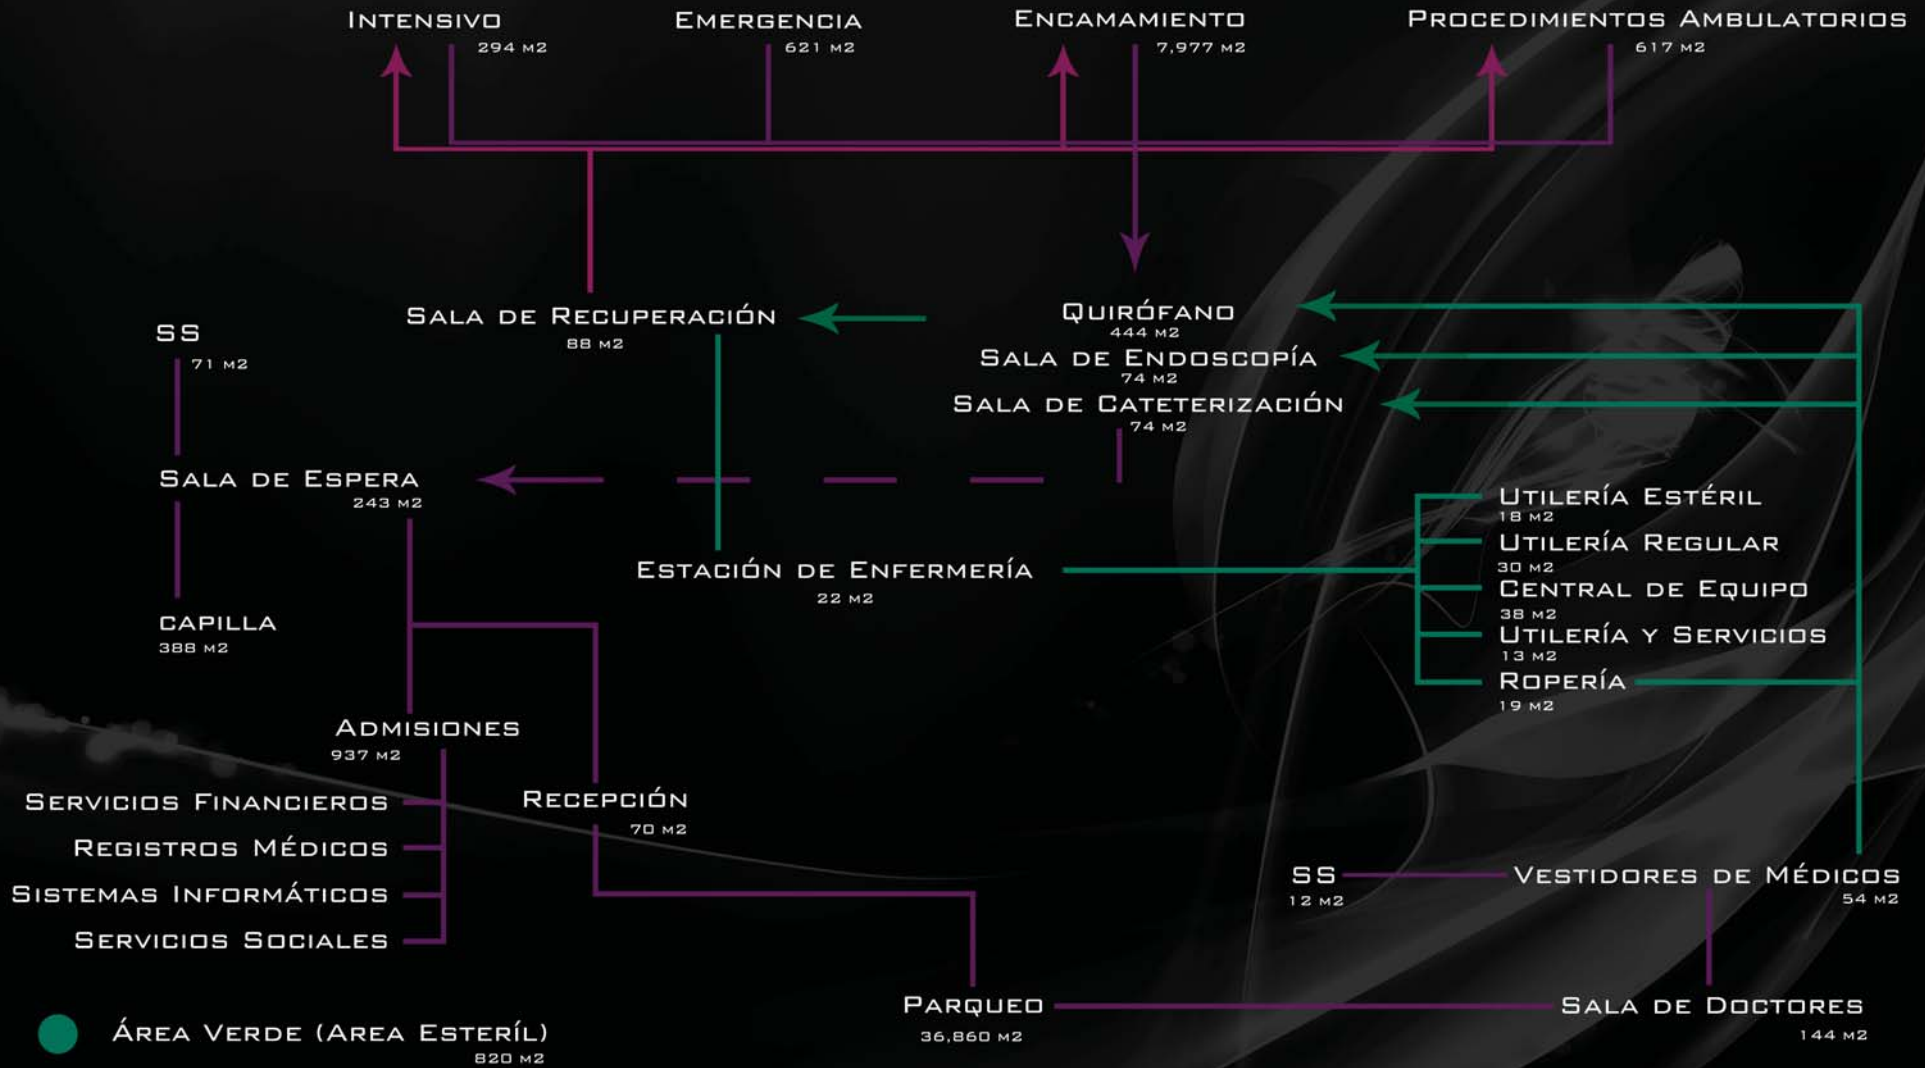 INTENSIVO
294 M2
EMERGENCIA
621 M2
ENCAMAMIENTO
7,977 M2
PROCEDIMIENTOS AMBULATORIOS
617 M2
SALA DE RECUPERACIÓN
88 M2
QUIRÓFANO
444 M2
SALA DE ENDOSCOPÍA
74 M2
SALA DE CATETERIZACIÓN
74 M2
SS
71 M2
SALA DE ESPERA
243 M2
CAPILLA
388 M2
ESTACIÓN DE ENFERMERÍA
22 M2
UTILERÍA ESTÉRIL
18 M2
UTILERÍA REGULAR
30 M2
CENTRAL DE EQUIPO
38 M2
UTILERÍA Y SERVICIOS
13 M2
ROPERÍA
19 M2
ADMISIONES
937 M2
SERVICIOS FINANCIEROS
REGISTROS MÉDICOS
SISTEMAS INFORMÁTICOS
SERVICIOS SOCIALES
RECEPCIÓN
70 M2
SS
12 M2
VESTIDORES DE MÉDICOS
54 M2
PARQUEO
36,860 M2
SALA DE DOCTORES
144 M2
ÁREA VERDE (AREA ESTERÍL)
820 M2